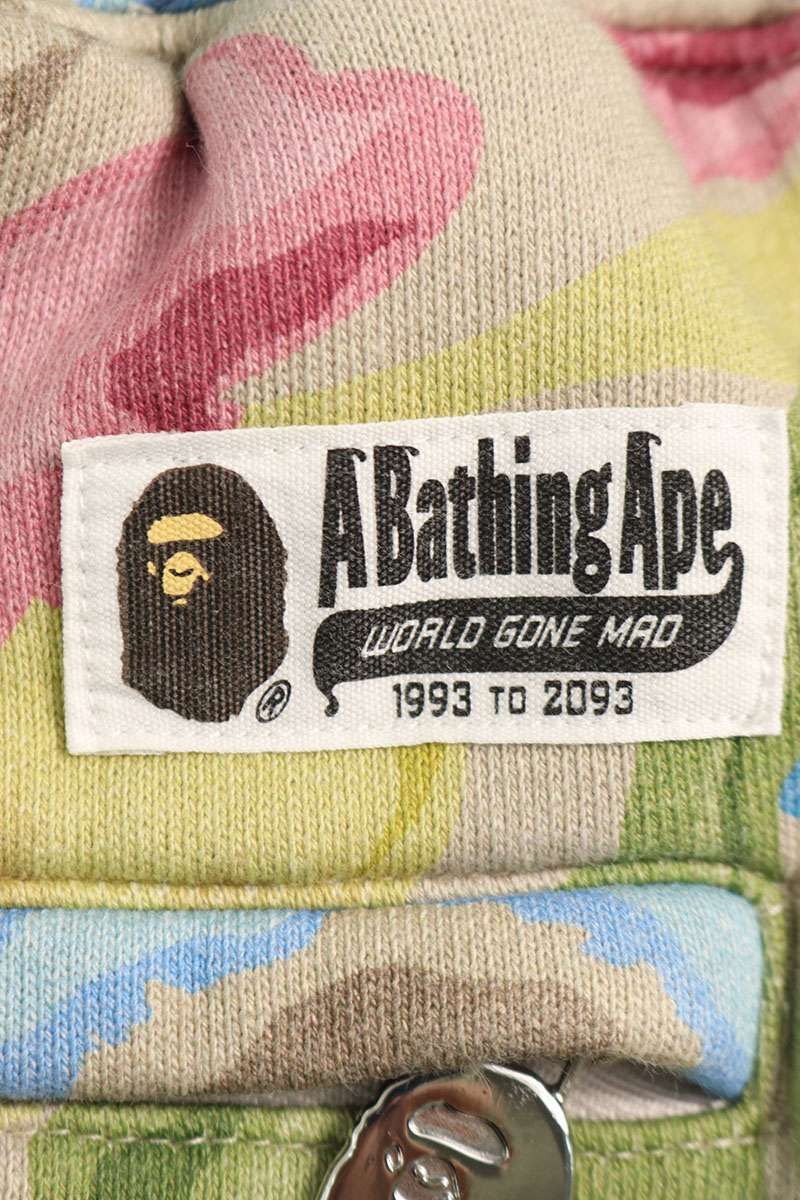 A Bathing Ape
WORLD GONE MAD
1993 TO 2093
®